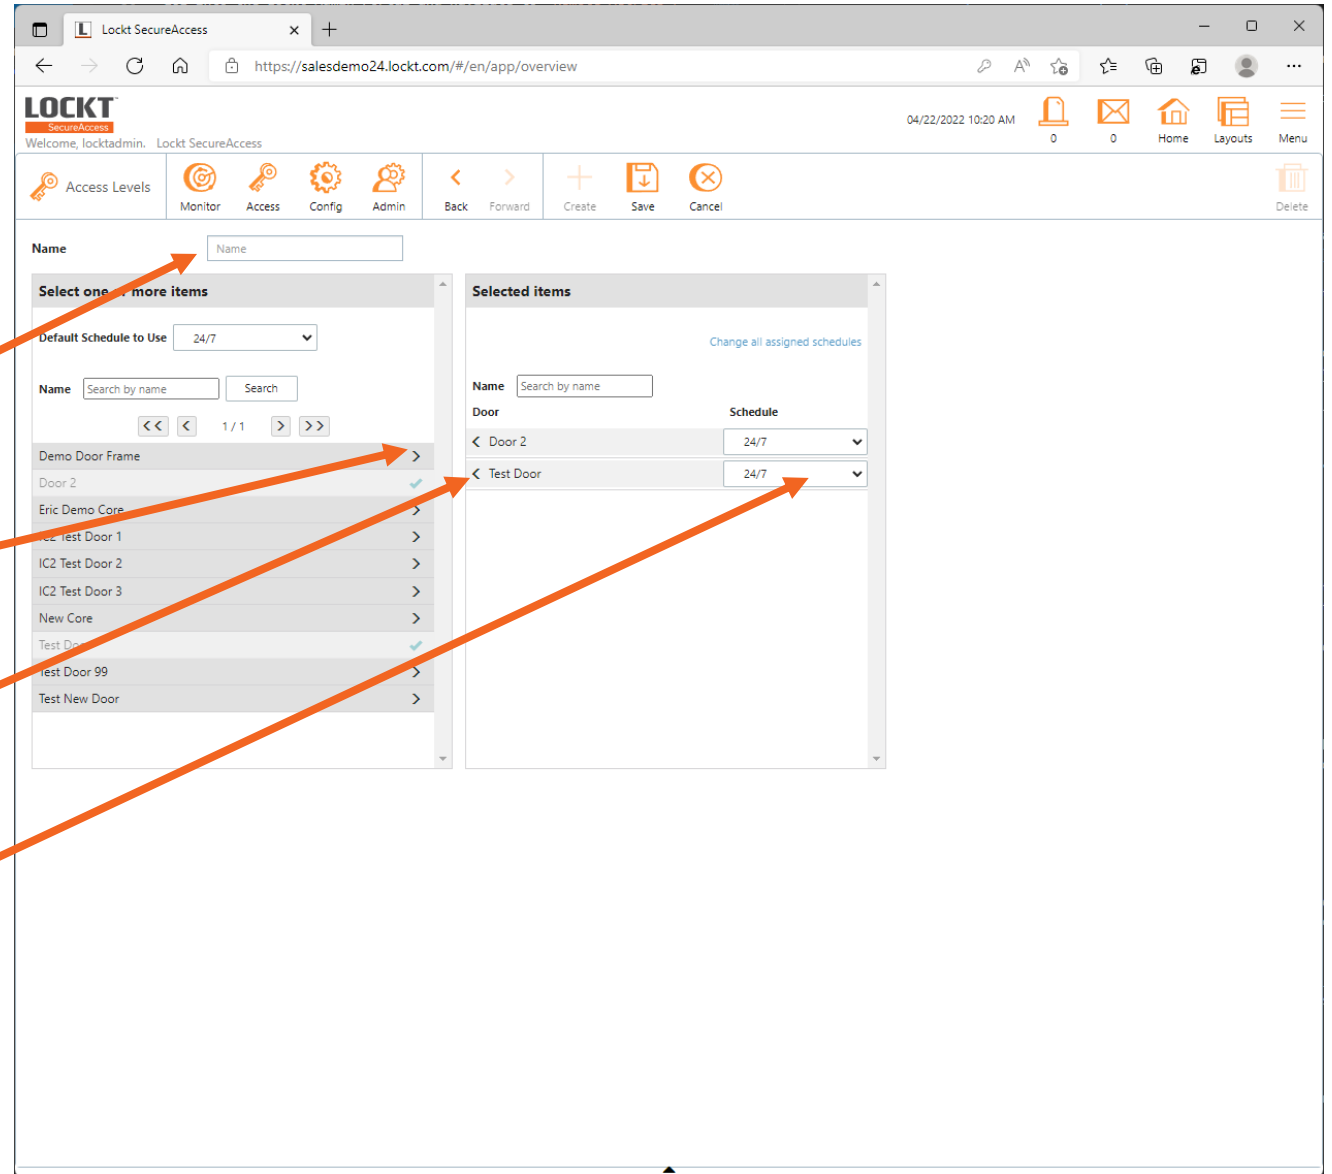 Lockt SecureAccess
https://salesdemo24.lockt.com/#/en/app/overview
LOCKT
SecureAccess
Welcome, locktadmin. Lockt SecureAccess
04/22/2022 10:20 AM
0
0
Home
Layouts
Menu
Access Levels
Monitor
Access
Config
Admin
Back
Forward
Create
Save
Cancel
Delete
Name
Name
Select one or more items
Default Schedule to Use 24/7
Name Search by name Search
<< < 1 / 1 > >>
Demo Door Frame
Door 2
Eric Demo Core
IC2 Test Door 1
IC2 Test Door 2
IC2 Test Door 3
New Core
Test Door
Test Door 99
Test New Door
Selected items
Change all assigned schedules
Name Search by name
Door Schedule
Door 2 24/7
Test Door 24/7